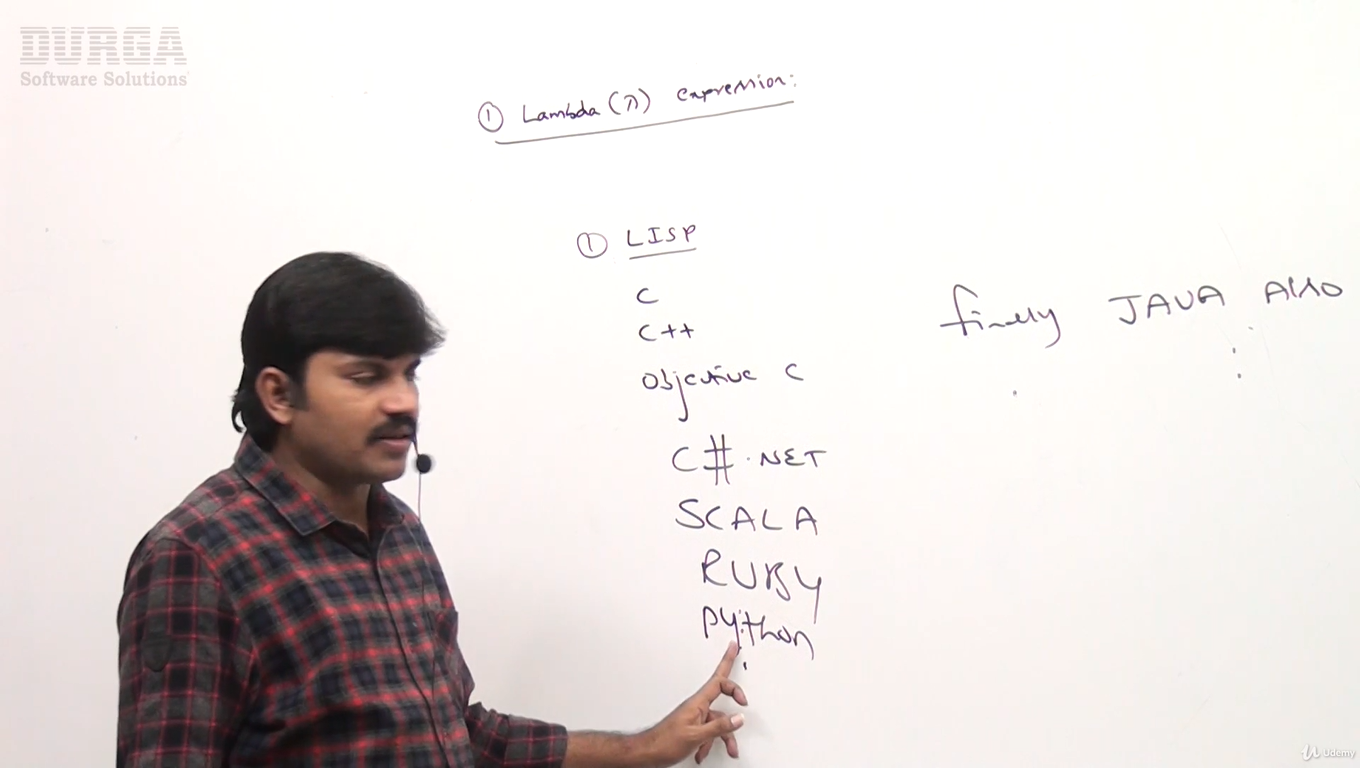 DURGA
Software Solutions
① Lambda (λ) expression:
① LISP
C
C++
Objective C
C#.NET
SCALA
RUBY
Python
finally JAVA Also
Udemy